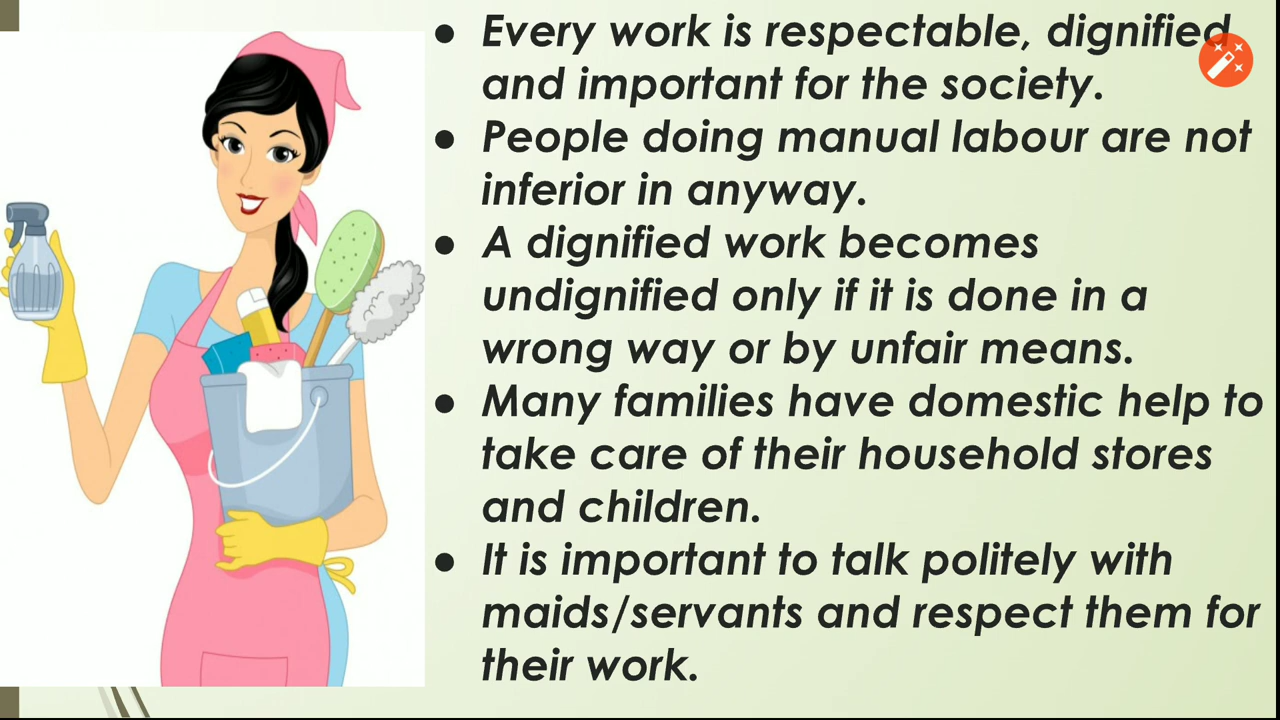 ● Every work is respectable, dignified
and important for the society.
● People doing manual labour are not
inferior in anyway.
● A dignified work becomes
undignified only if it is done in a
wrong way or by unfair means.
● Many families have domestic help to
take care of their household stores
and children.
● It is important to talk politely with
maids/servants and respect them for
their work.